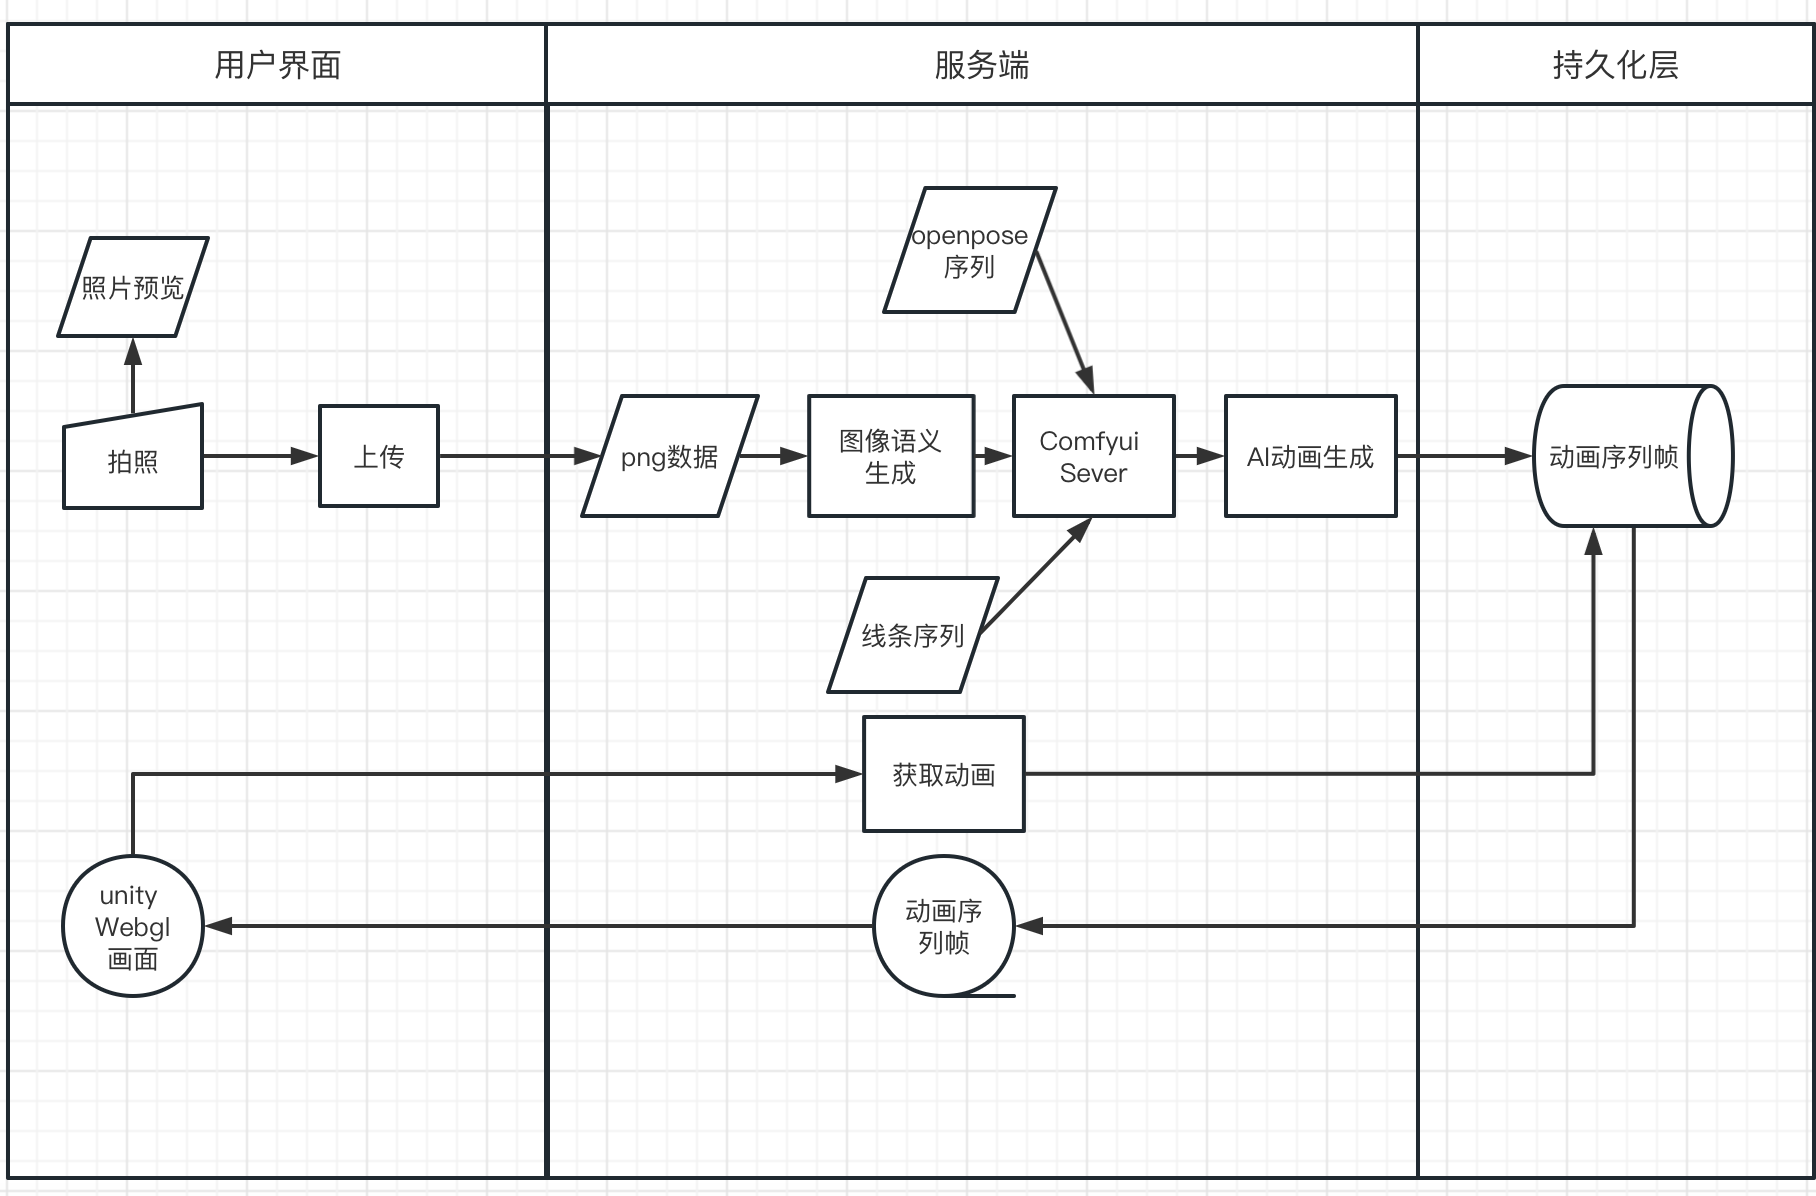 用户界面
服务端
持久化层
openpose
序列
照片预览
拍照
上传
png数据
图像语义
生成
Comfyui
Sever
AI动画生成
动画序列帧
线条序列
获取动画
unity
Webgl
画面
动画序
列帧